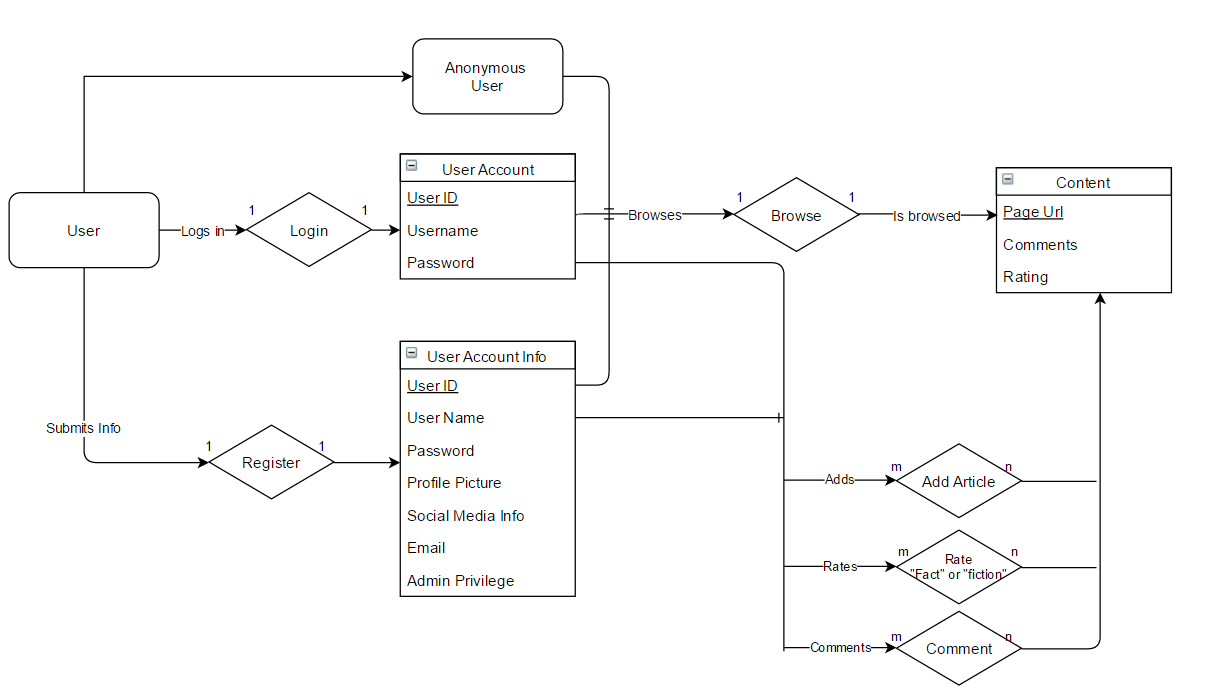 Anonymous
User
User Account
User ID
Username
Password
User
Logs in
1
Login
1
Browses
1
Browse
1
Is browsed
Content
Page Url
Comments
Rating
User Account Info
User ID
User Name
Password
Profile Picture
Social Media Info
Email
Admin Privilege
Submits Info
1
Register
1
Adds
m
Add Article
n
Rates
m
Rate
"Fact" or "fiction"
n
Comments
m
Comment
n